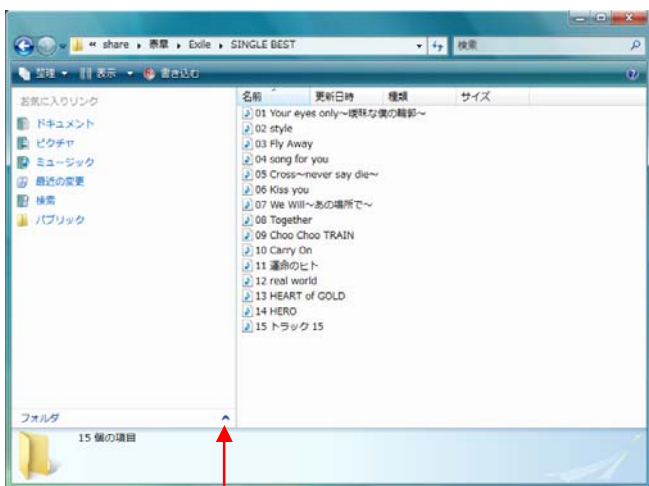 « share ▸ 泰章 ▸ Exile ▸ SINGLE BEST 検索
整理 表示 書き込む
お気に入りリンク
ドキュメント
ピクチャ
ミュージック
最近の変更
検索
パブリック
フォルダ
名前 更新日時 種類 サイズ
01 Your eyes only~曖昧な僕の輪郭~
02 style
03 Fly Away
04 song for you
05 Cross~never say die~
06 Kiss you
07 We Will~あの場所で~
08 Together
09 Choo Choo TRAIN
10 Carry On
11 運命のヒト
12 real world
13 HEART of GOLD
14 HERO
15 トラック 15
15 個の項目